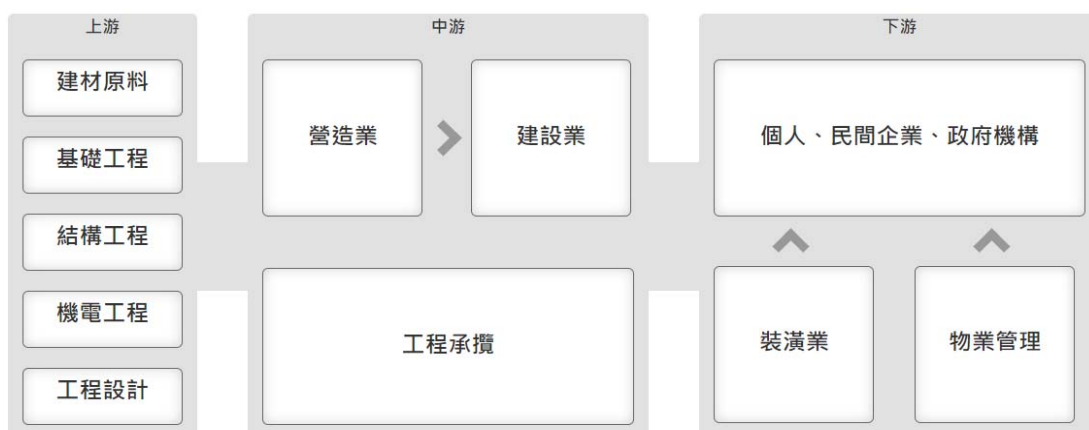 上游
建材原料
基礎工程
結構工程
機電工程
工程設計
中游
營造業
建設業
工程承攬
下游
個人、民間企業、政府機構
裝潢業
物業管理